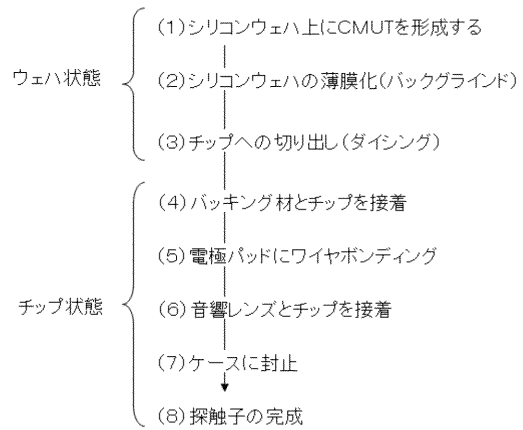 (1)シリコンウェハ上にCMUTを形成する
ウェハ状態
(2)シリコンウェハの薄膜化(バックグラインド)
(3)チップへの切り出し(ダイシング)
(4)バッキング材とチップを接着
(5)電極パッドにワイヤボンディング
チップ状態
(6)音響レンズとチップを接着
(7)ケースに封止
(8)探触子の完成